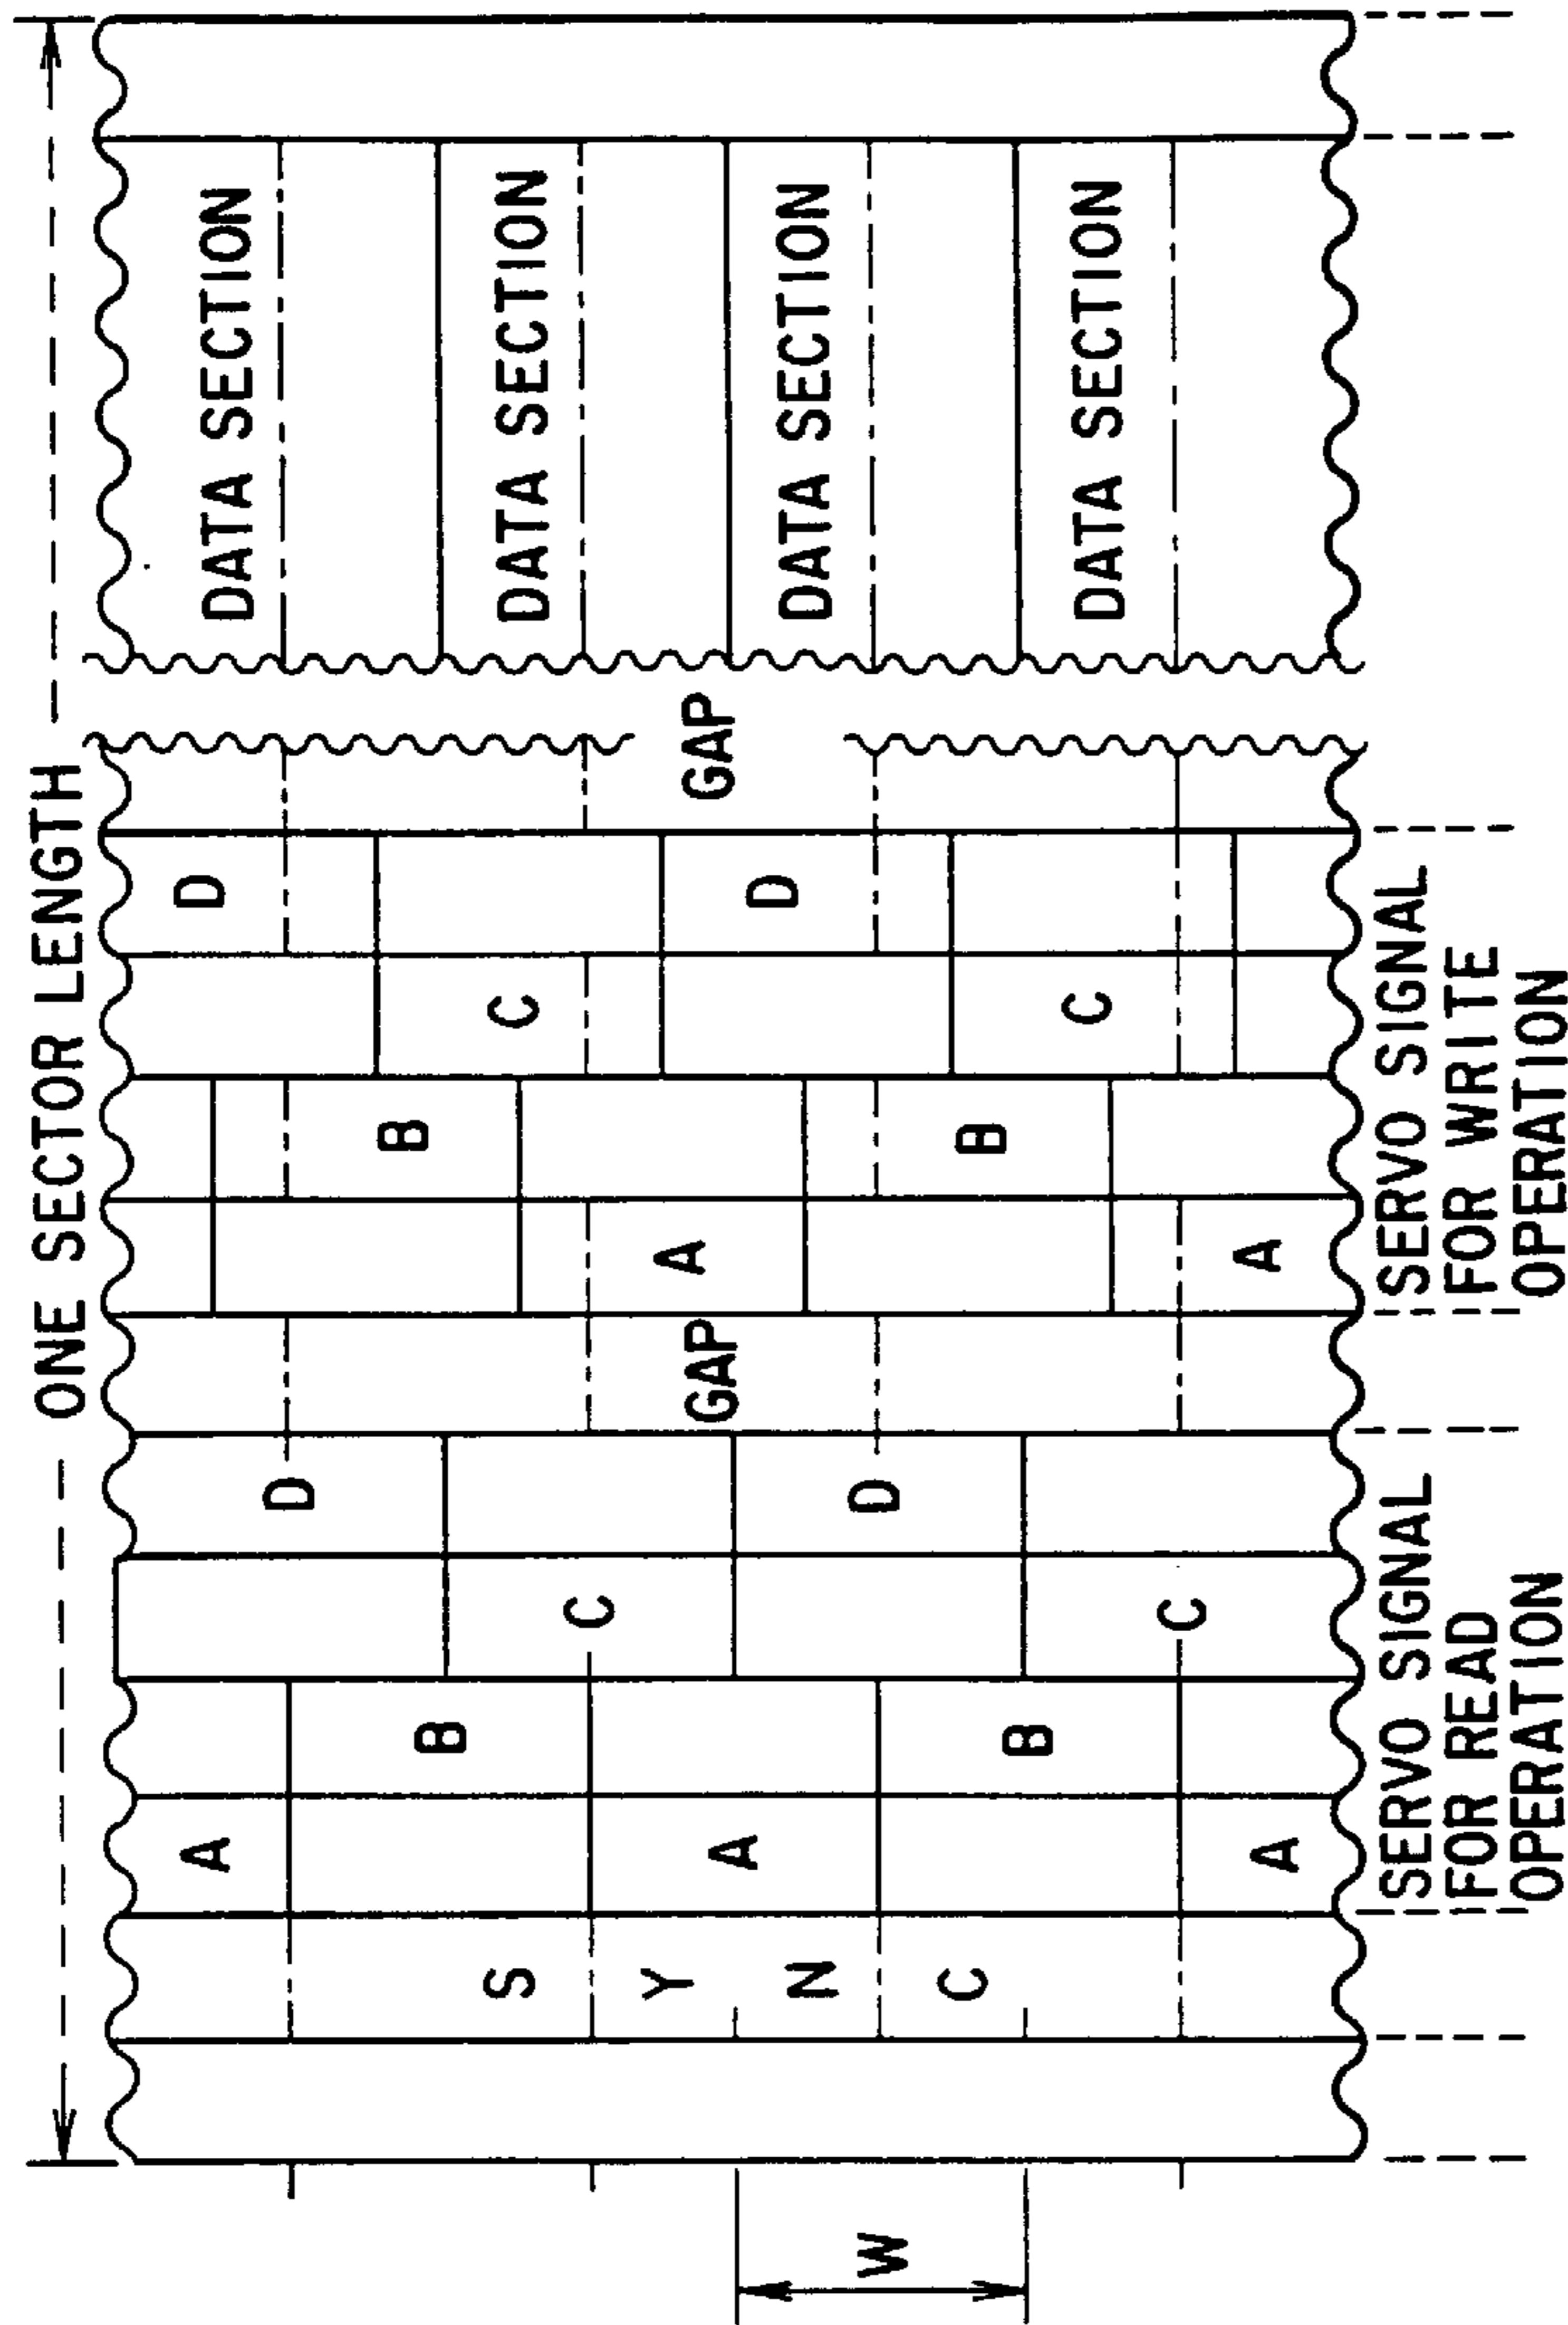 ONE SECTOR LENGTH
W
S
Y
N
C
A
A
A
B
B
C
C
D
D
GAP
A
A
B
B
C
C
D
D
GAP
DATA SECTION
DATA SECTION
DATA SECTION
DATA SECTION
SERVO SIGNAL
FOR READ
OPERATION
SERVO SIGNAL
FOR WRITE
OPERATION